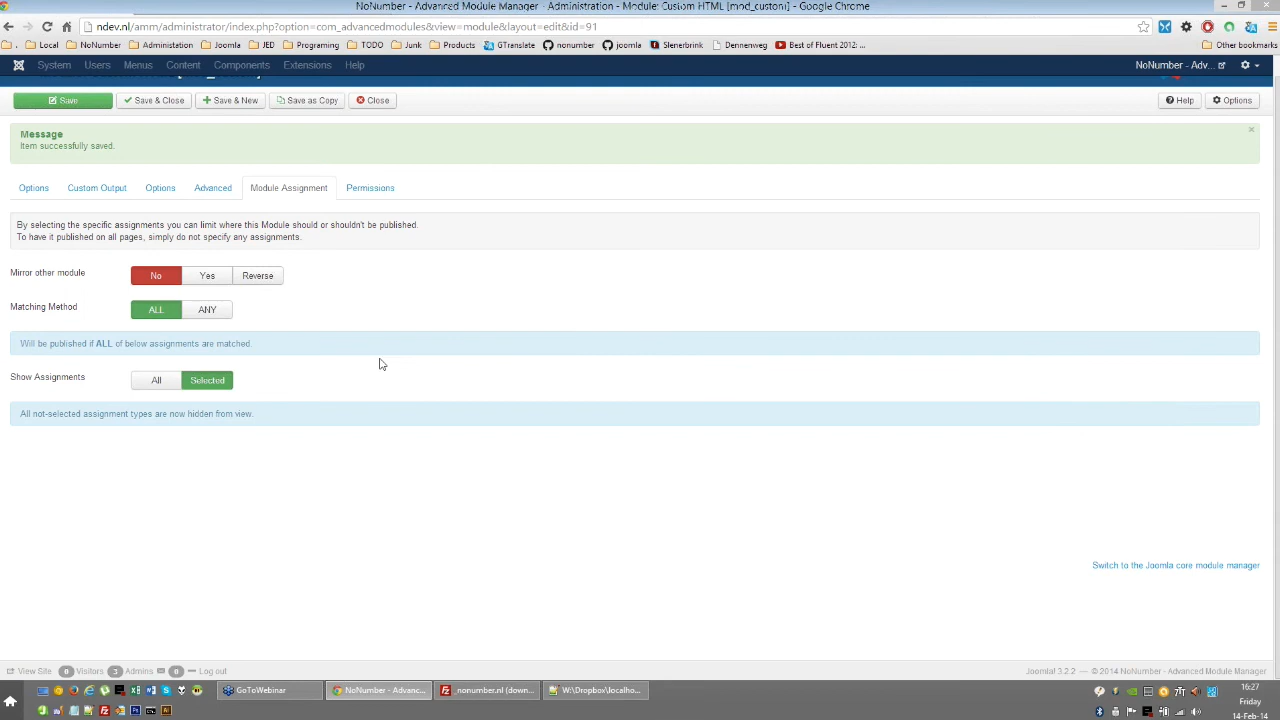 NoNumber - Advanced Module Manager - Administration - Module: Custom HTML [mod_custom] - Google Chrome
ndev.nl/amm/administrator/index.php?option=com_advancedmodules&view=module&layout=edit&id=91
Local NoNumber Administation Joomla JED Programing TODO Junk Products GTranslate nonumber joomla Slenerbrink Dennenweg Best of Fluent 2012: ... Other bookmarks
System Users Menus Content Components Extensions Help NoNumber - Adv...
Save Save & Close Save & New Save as Copy Close Help Options
Message
Item successfully saved.
Options Custom Output Options Advanced Module Assignment Permissions
By selecting the specific assignments you can limit where this Module should or shouldn't be published.
To have it published on all pages, simply do not specify any assignments.
Mirror other module No Yes Reverse
Matching Method ALL ANY
Will be published if ALL of below assignments are matched.
Show Assignments All Selected
All not-selected assignment types are now hidden from view.
Switch to the Joomla core module manager
View Site 0 Visitors 3 Admins 0 Log out Joomla! 3.2.2 — © 2014 NoNumber - Advanced Module Manager
GoToWebinar NoNumber - Advanc... _nonumber.nl (down... W:\Dropbox\localho...
16:27
Friday
14-Feb-14